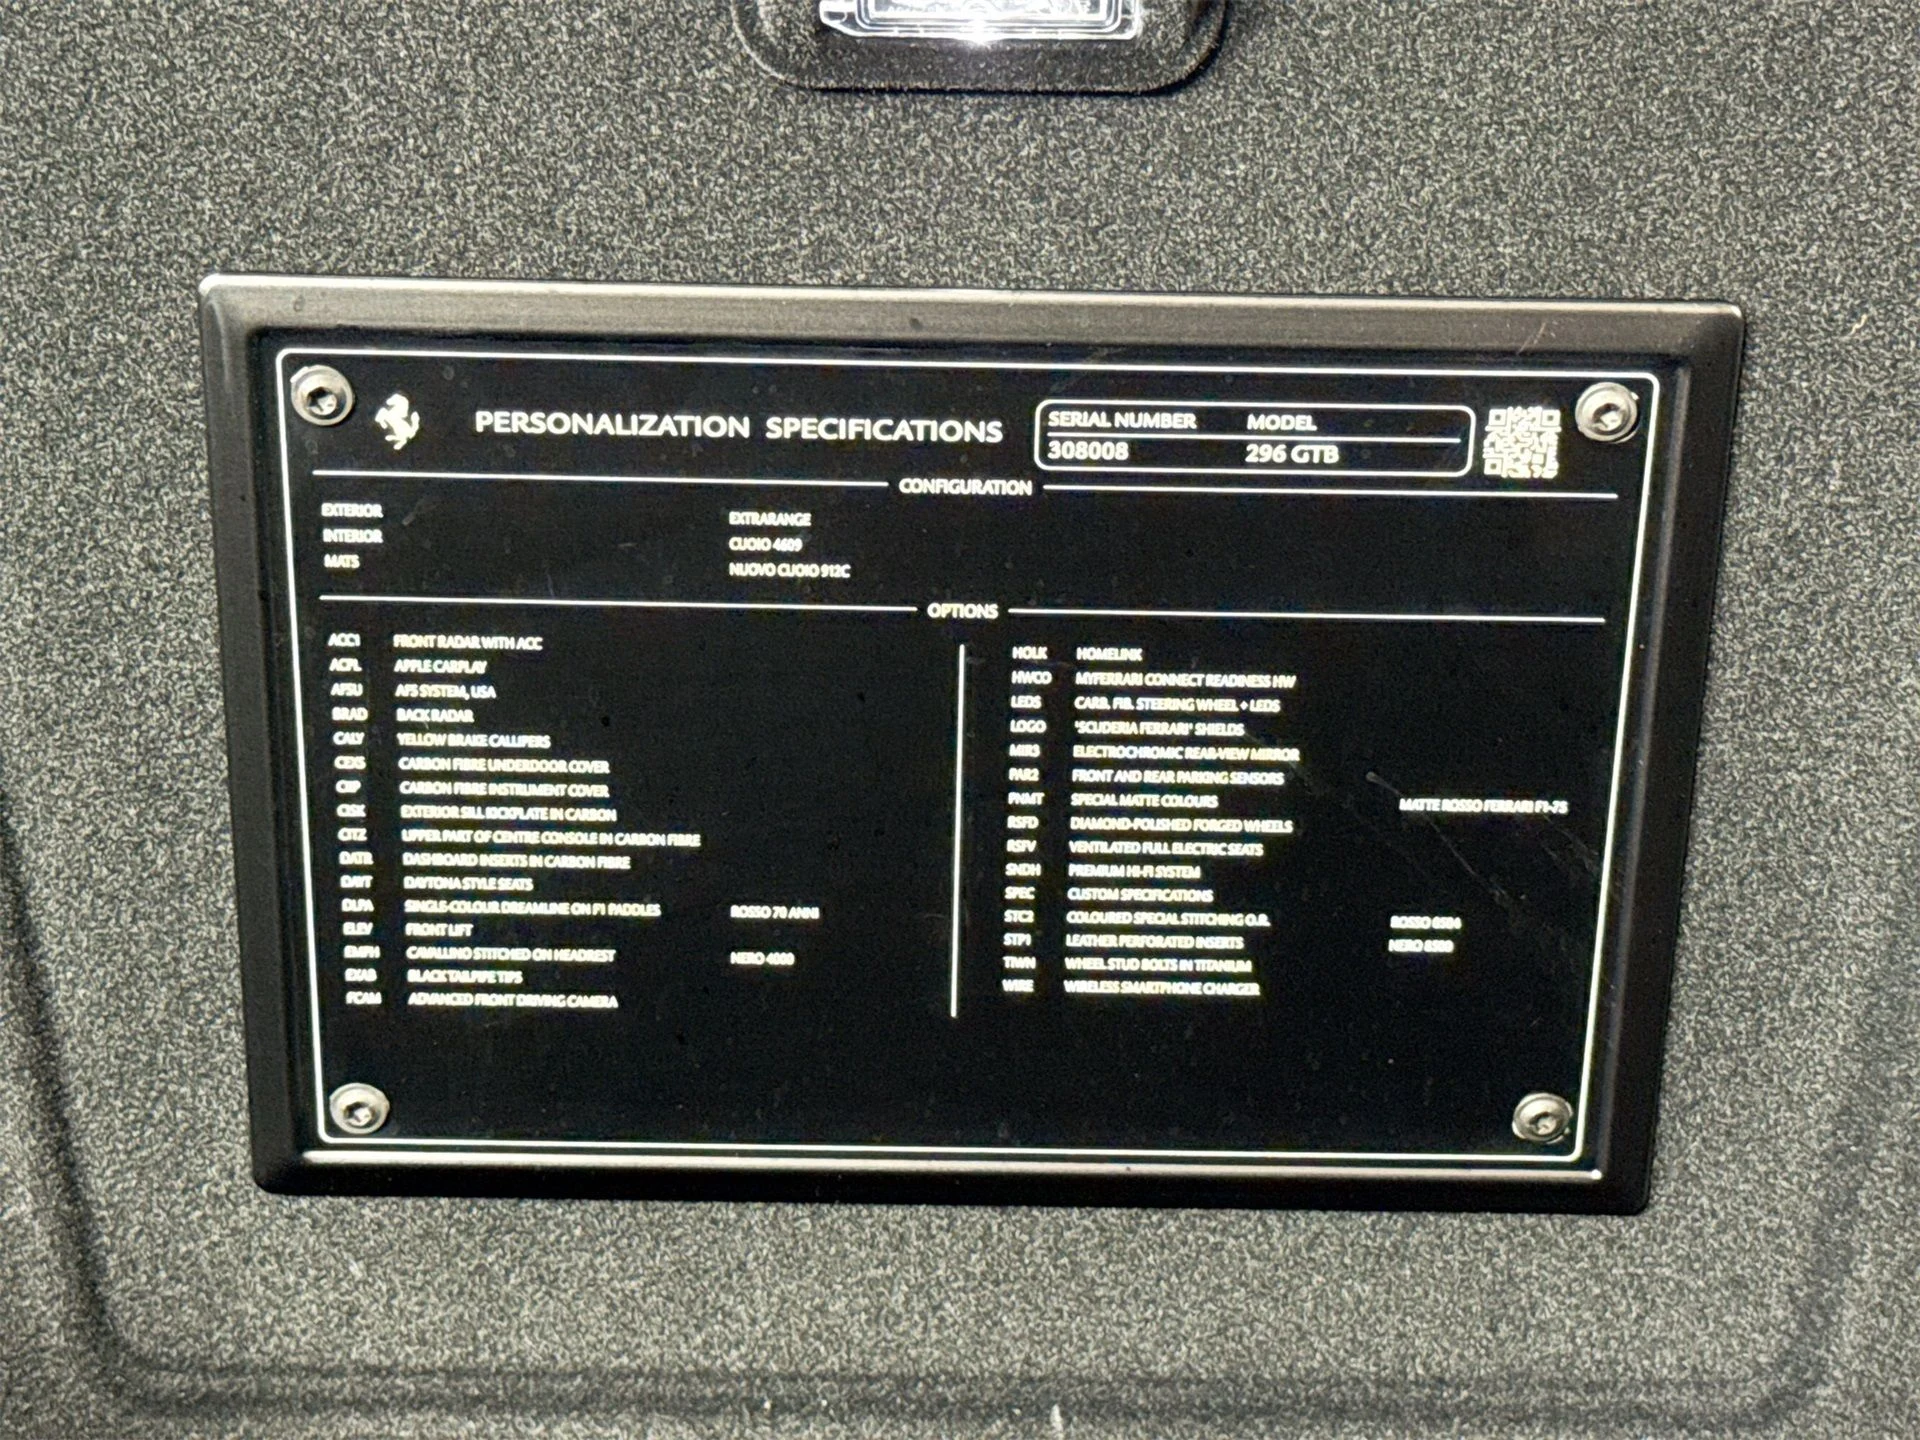 PERSONALIZATION SPECIFICATIONS
SERIAL NUMBER MODEL
308008 296 GTB
CONFIGURATION
EXTERIOR EXTRARANGE
INTERIOR CUOIO 4609
MATS NUOVO CUOIO 912C
OPTIONS
ACC1 FRONT RADAR WITH ACC
ACPL APPLE CARPLAY
AFSU AFS SYSTEM, USA
BRAD BACK RADAR
CALY YELLOW BRAKE CALLIPERS
CEXS CARBON FIBRE UNDERDOOR COVER
CIIP CARBON FIBRE INSTRUMENT COVER
CISK EXTERIOR SILL KICKPLATE IN CARBON
CITZ UPPER PART OF CENTRE CONSOLE IN CARBON FIBRE
DATR DASHBOARD INSERTS IN CARBON FIBRE
DAYT DAYTONA STYLE SEATS
DLPA SINGLE-COLOUR DREAMLINE ON F1 PADDLES ROSSO 70 ANNI
ELEV FRONT LIFT
EMPH CAVALLINO STITCHED ON HEADREST NERO
EXAB BLACK TAILPIPE TIPS
FCAM ADVANCED FRONT DRIVING CAMERA
HOLK HOMELINK
HWCO MYFERRARI CONNECT READINESS HW
LEDS CARB. FIB. STEERING WHEEL + LEDS
LOGO 'SCUDERIA FERRARI' SHIELDS
MIR3 ELECTROCHROMIC REAR-VIEW MIRROR
PAR2 FRONT AND REAR PARKING SENSORS
PNMT SPECIAL MATTE COLOURS MATTE ROSSO FERRARI F1-75
RSFD DIAMOND-POLISHED FORGED WHEELS
RSFV VENTILATED FULL ELECTRIC SEATS
SNDH PREMIUM HI-FI SYSTEM
SPEC CUSTOM SPECIFICATIONS
STC2 COLOURED SPECIAL STITCHING O.R. ROSSO
STP1 LEATHER PERFORATED INSERTS NERO
TIWN WHEEL STUD BOLTS IN TITANIUM
WIRE WIRELESS SMARTPHONE CHARGER